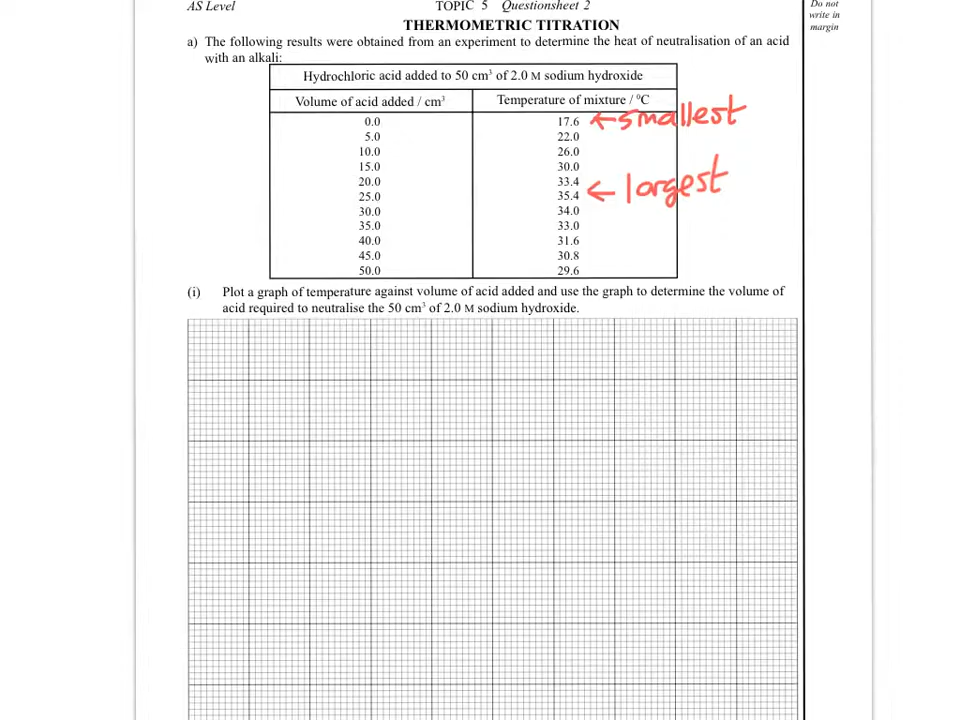 AS Level TOPIC 5 Questionsheet 2 Do not
write in
margin
THERMOMETRIC TITRATION
a) The following results were obtained from an experiment to determine the heat of neutralisation of an acid
with an alkali:
Hydrochloric acid added to 50 cm³ of 2.0 M sodium hydroxide
Volume of acid added / cm³ Temperature of mixture / °C
0.0 17.6 ← smallest
5.0 22.0
10.0 26.0
15.0 30.0
20.0 33.4
25.0 35.4 ← largest
30.0 34.0
35.0 33.0
40.0 31.6
45.0 30.8
50.0 29.6
(i) Plot a graph of temperature against volume of acid added and use the graph to determine the volume of
acid required to neutralise the 50 cm³ of 2.0 M sodium hydroxide.